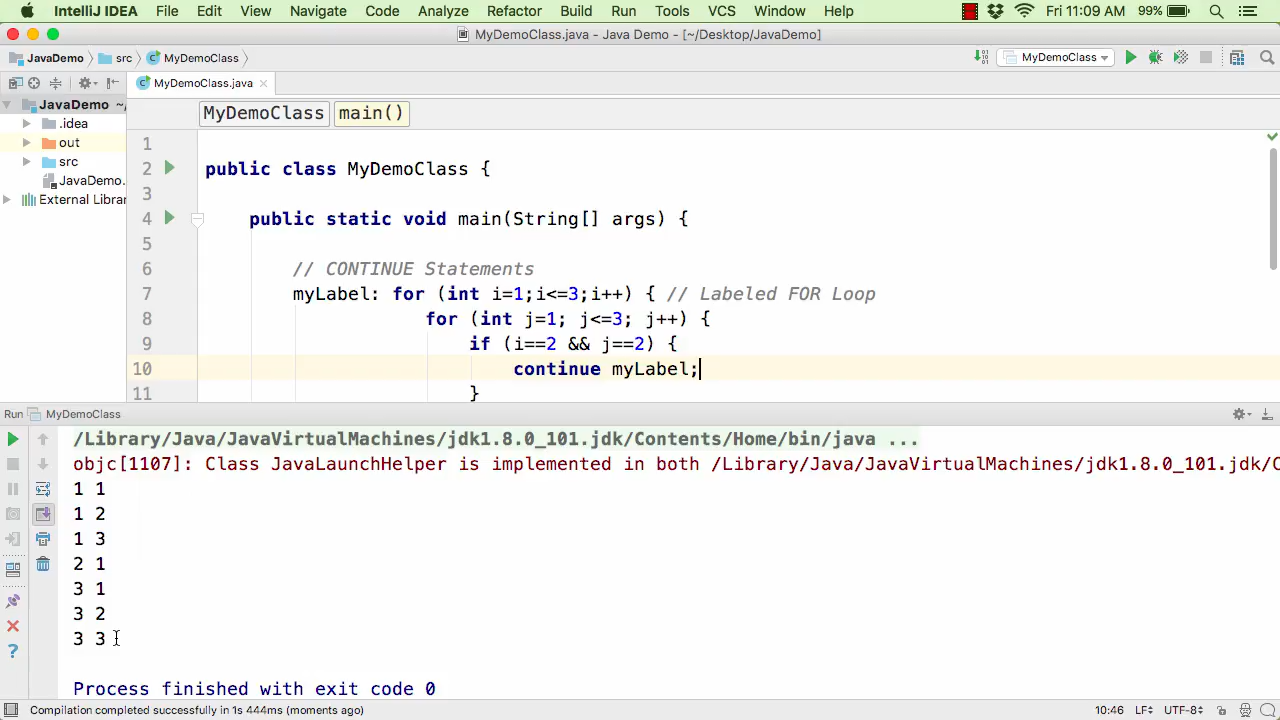 IntelliJ IDEA File Edit View Navigate Code Analyze Refactor Build Run Tools VCS Window Help Fri 11:09 AM 99%
MyDemoClass.java - Java Demo - [~/Desktop/JavaDemo]
JavaDemo src MyDemoClass MyDemoClass
JavaDemo ~ MyDemoClass.java
.idea
out
src
JavaDemo.
External Librar
MyDemoClass main()
1
2 public class MyDemoClass {
3
4 public static void main(String[] args) {
5
6 // CONTINUE Statements
7 myLabel: for (int i=1;i<=3;i++) { // Labeled FOR Loop
8 for (int j=1; j<=3; j++) {
9 if (i==2 && j==2) {
10 continue myLabel;
11 }
Run MyDemoClass
/Library/Java/JavaVirtualMachines/jdk1.8.0_101.jdk/Contents/Home/bin/java ...
objc[1107]: Class JavaLaunchHelper is implemented in both /Library/Java/JavaVirtualMachines/jdk1.8.0_101.jdk/C
1 1
1 2
1 3
2 1
3 1
3 2
3 3
Process finished with exit code 0
Compilation completed successfully in 1s 444ms (moments ago) 10:46 LF UTF-8